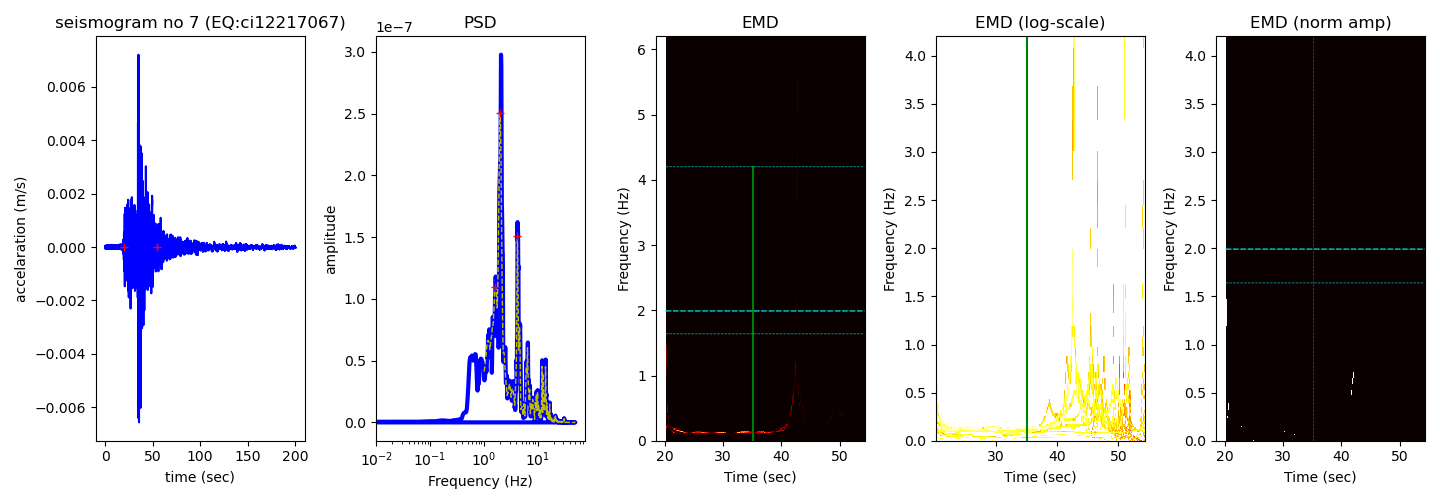 seismogram no 7 (EQ:ci12217067)
accelaration (m/s)
0.006
0.004
0.002
0.000
−0.002
−0.004
−0.006
0 50 100 150 200
time (sec)
PSD
1e−7
amplitude
3.0
2.5
2.0
1.5
1.0
0.5
0.0
10⁻² 10⁻¹ 10⁰ 10¹
Frequency (Hz)
EMD
Frequency (Hz)
6
5
4
3
2
1
0
20 30 40 50
Time (sec)
EMD (log-scale)
Frequency (Hz)
4.0
3.5
3.0
2.5
2.0
1.5
1.0
0.5
0.0
30 40 50
Time (sec)
EMD (norm amp)
Frequency (Hz)
4.0
3.5
3.0
2.5
2.0
1.5
1.0
0.5
0.0
20 30 40 50
Time (sec)